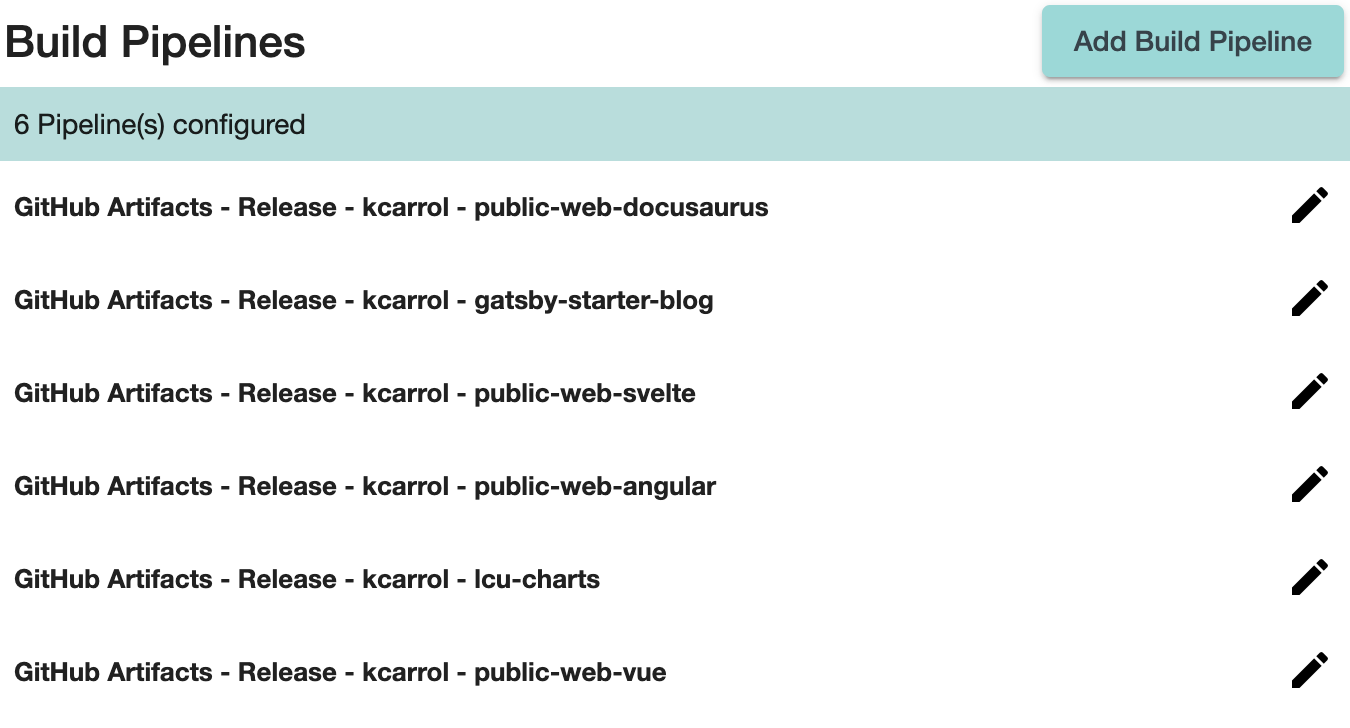 Build Pipelines
Add Build Pipeline
6 Pipeline(s) configured
GitHub Artifacts - Release - kcarrol - public-web-docusaurus
GitHub Artifacts - Release - kcarrol - gatsby-starter-blog
GitHub Artifacts - Release - kcarrol - public-web-svelte
GitHub Artifacts - Release - kcarrol - public-web-angular
GitHub Artifacts - Release - kcarrol - lcu-charts
GitHub Artifacts - Release - kcarrol - public-web-vue